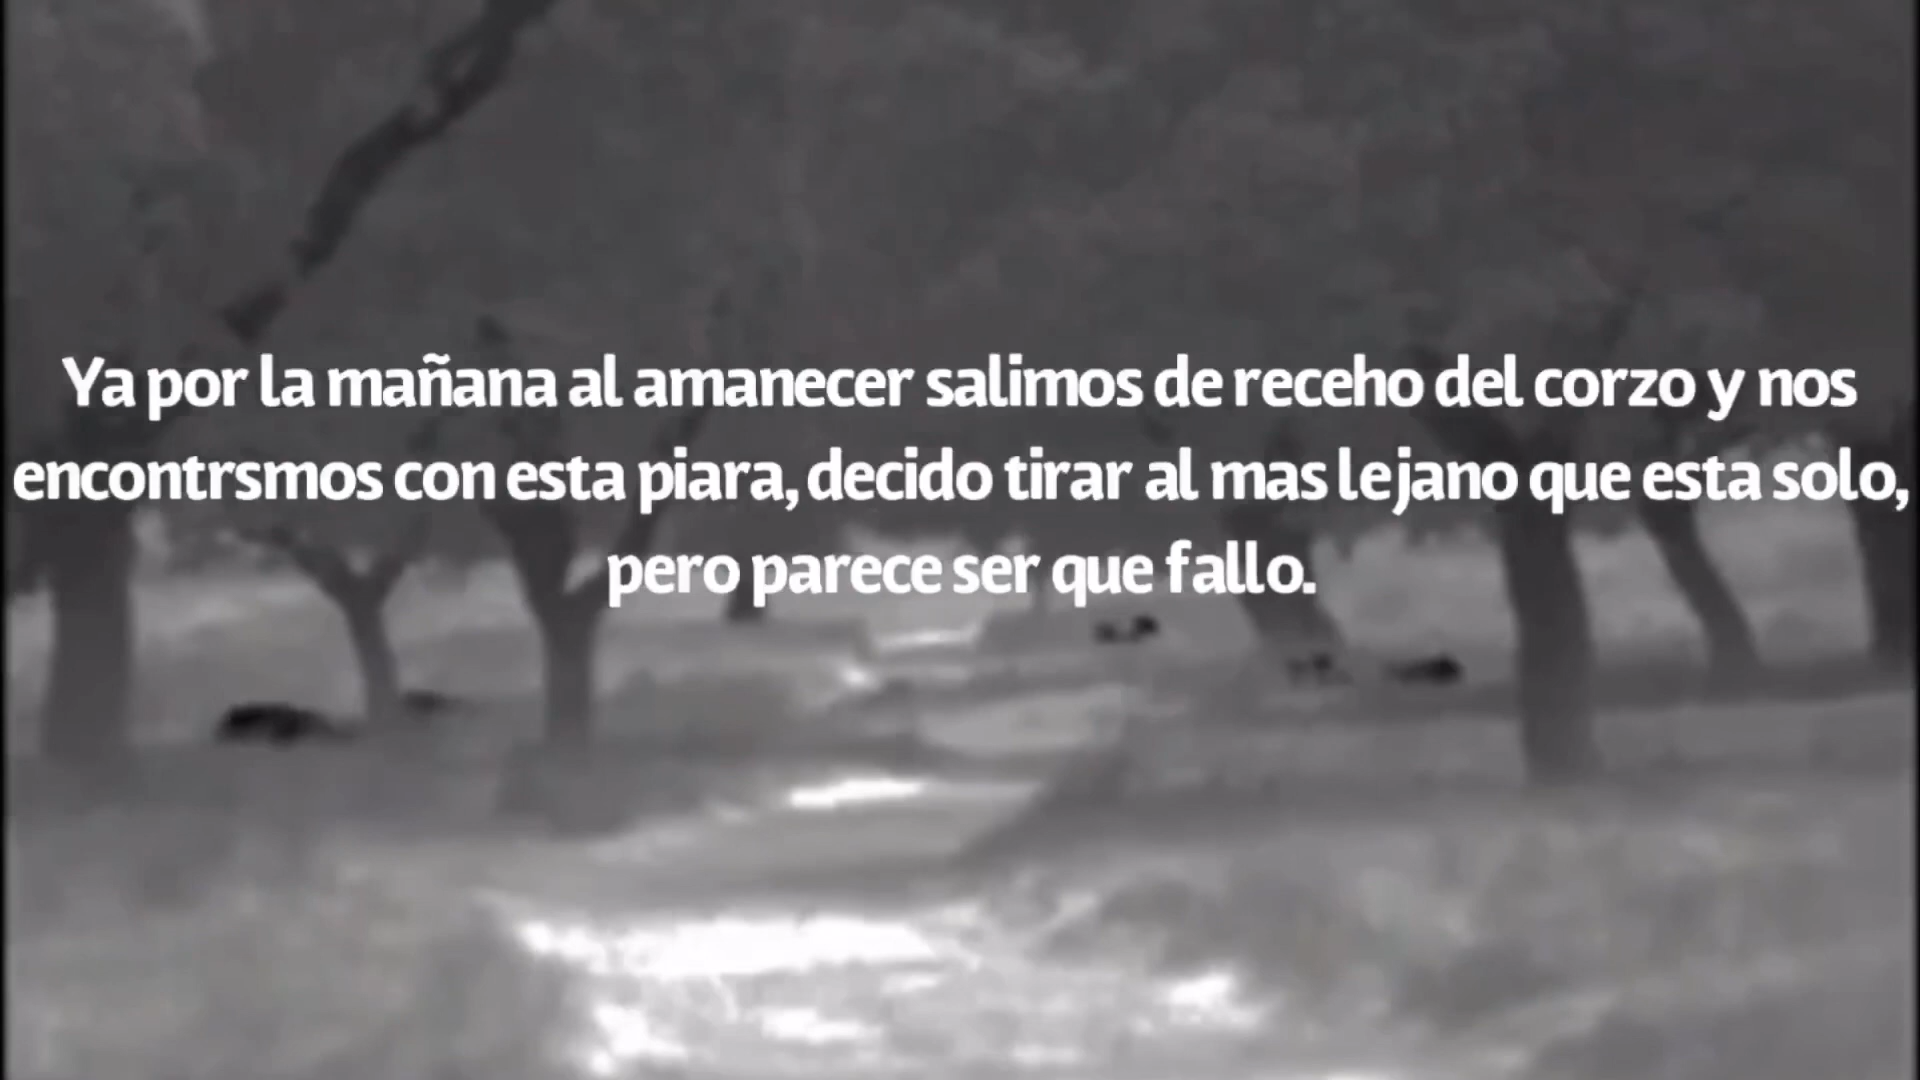 Ya por la mañana al amanecer salimos de receho del corzo y nos
encontrsmos con esta piara, decido tirar al mas lejano que esta solo,
pero parece ser que fallo.